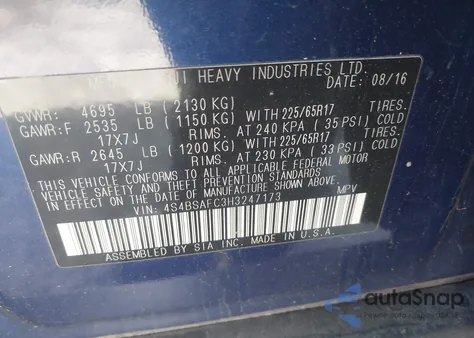 UJI HEAVY INDUSTRIES LTD.
DATE: 08/16
GVWR: 4695 LB (2130 KG)
GAWR:F 2535 LB (1150 KG) WITH 225/65R17
17X7J RIMS. AT 240 KPA (35 PSI) COLD
GAWR:R 2645 LB (1200 KG) WITH 225/65R17
17X7J RIMS. AT 230 KPA (33 PSI) COLD
THIS VEHICLE CONFORMS TO ALL APPLICABLE FEDERAL MOTOR
VEHICLE SAFETY, BUMPER, AND THEFT PREVENTION STANDARDS
IN EFFECT ON THE DATE OF MANUFACTURE SHOWN ABOVE.
VIN: 4S4BSAFC3H3247173 MPV
ASSEMBLED BY SIA INC. MADE IN U.S.A.
autoSnap